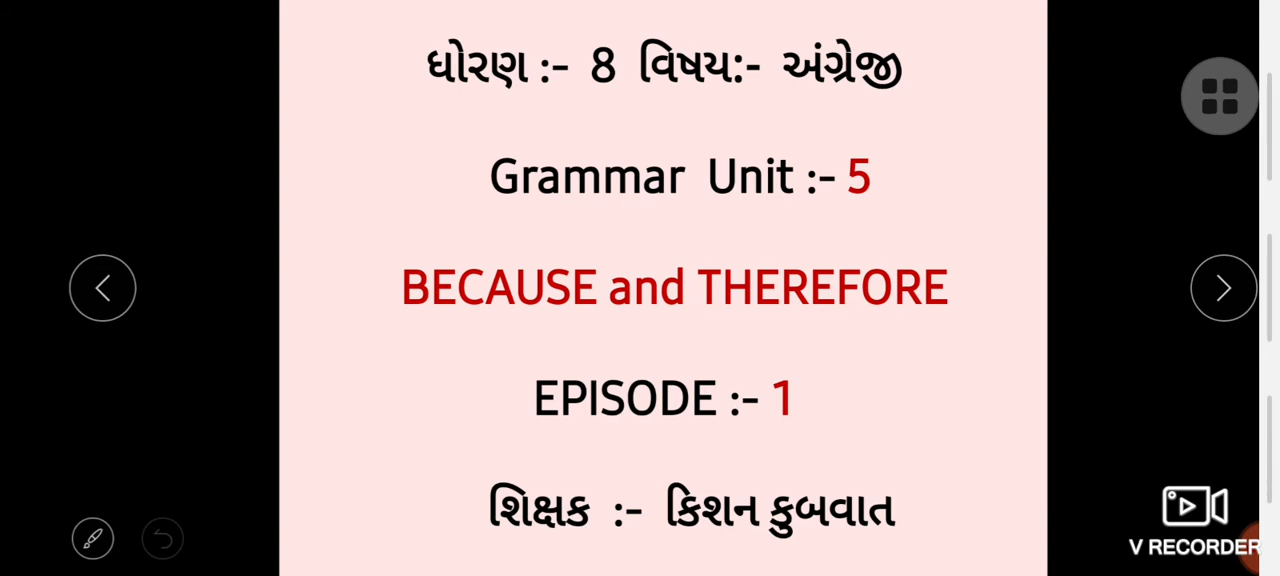 ધોરણ :- 8 વિષય:- અંગ્રેજી
Grammar Unit :- 5
BECAUSE and THEREFORE
EPISODE :- 1
શિક્ષક :- કિશન કુબવાત
V RECORDER